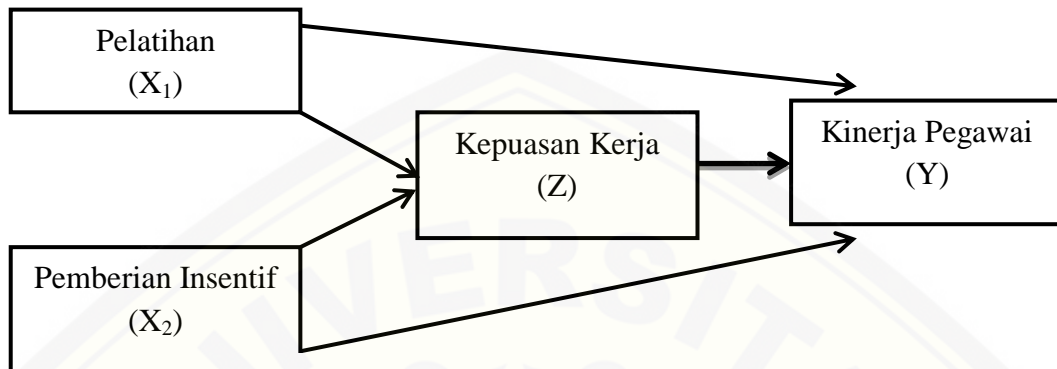 Pelatihan
(X₁)
Kepuasan Kerja
(Z)
Kinerja Pegawai
(Y)
Pemberian Insentif
(X₂)